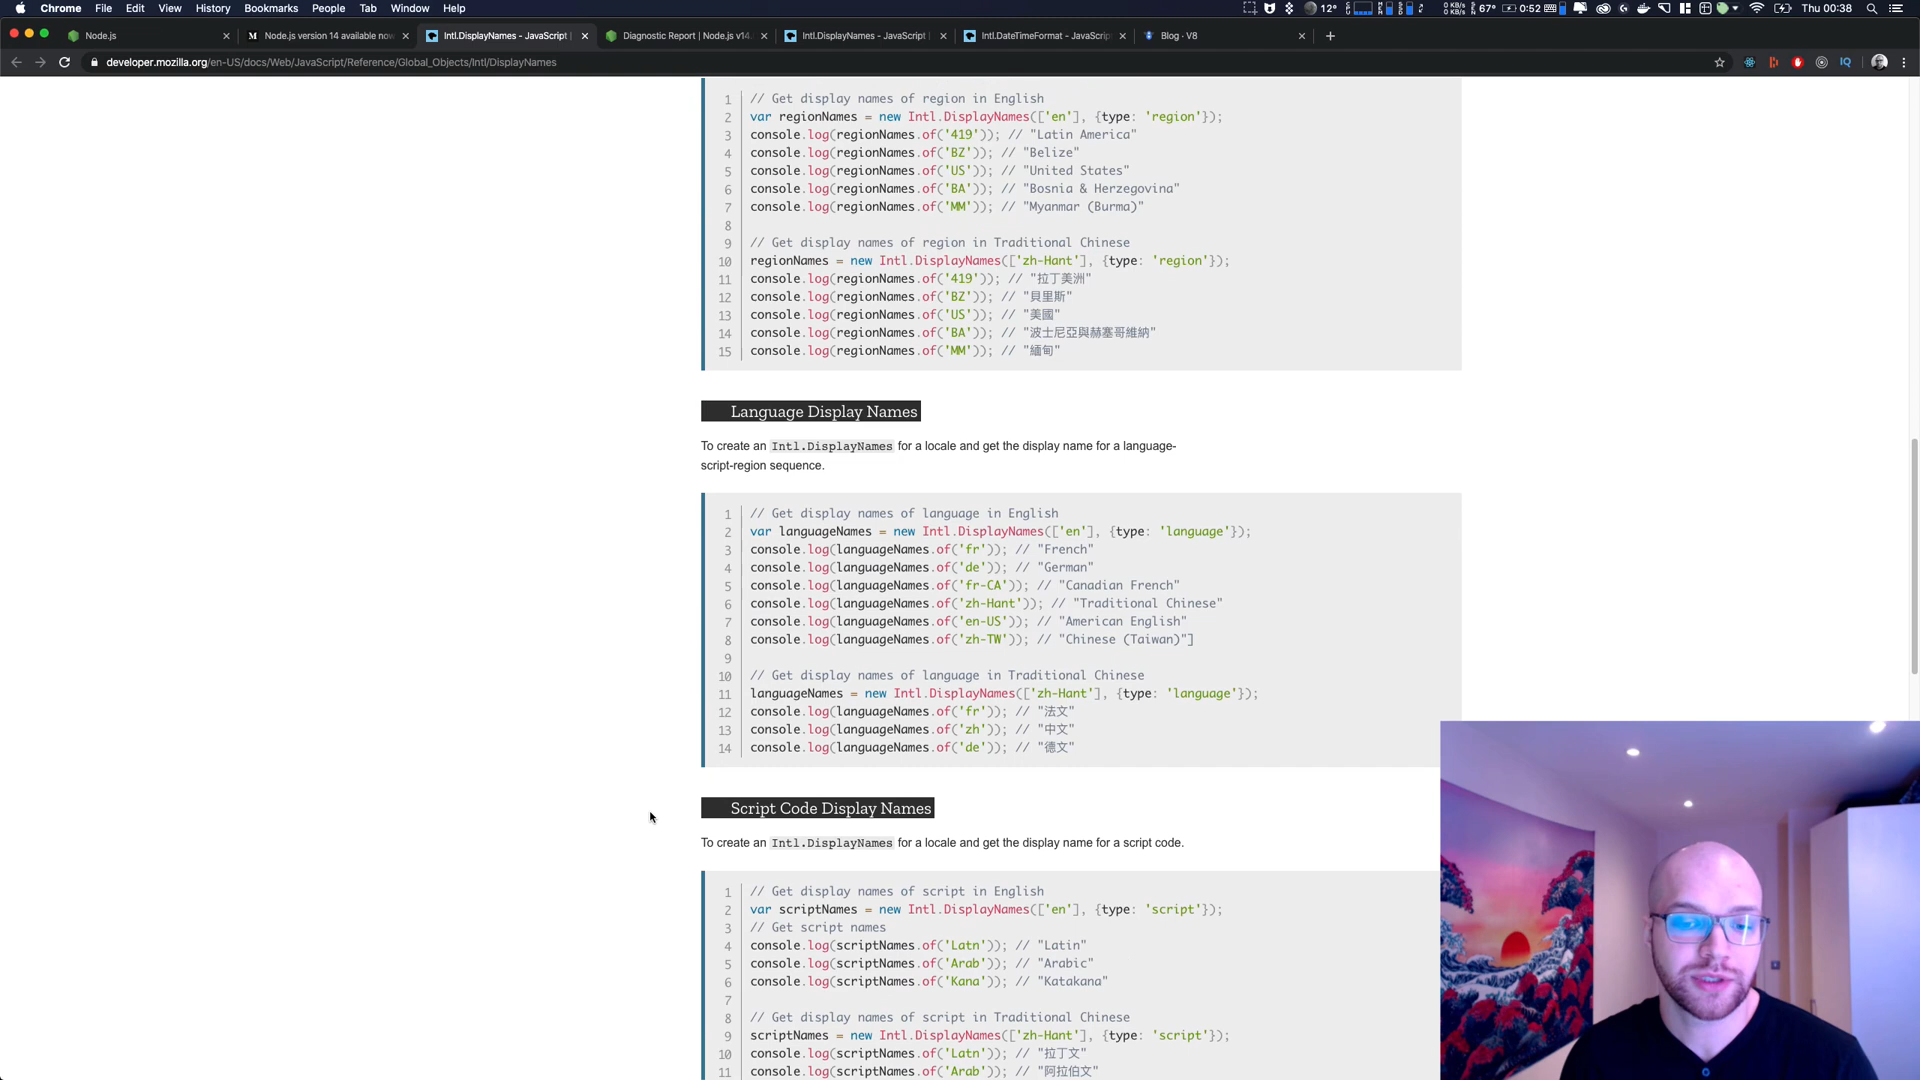 Chrome File Edit View History Bookmarks People Tab Window Help
12° 0 KB/s 0 KB/s 67° 0:52 Thu 00:38
Node.js
Node.js version 14 available now
Intl.DisplayNames - JavaScript
Diagnostic Report | Node.js v14.
Intl.DisplayNames - JavaScript
Intl.DateTimeFormat - JavaScrip
Blog · V8
developer.mozilla.org/en-US/docs/Web/JavaScript/Reference/Global_Objects/Intl/DisplayNames
1 // Get display names of region in English
2 var regionNames = new Intl.DisplayNames(['en'], {type: 'region'});
3 console.log(regionNames.of('419')); // "Latin America"
4 console.log(regionNames.of('BZ')); // "Belize"
5 console.log(regionNames.of('US')); // "United States"
6 console.log(regionNames.of('BA')); // "Bosnia & Herzegovina"
7 console.log(regionNames.of('MM')); // "Myanmar (Burma)"
8
9 // Get display names of region in Traditional Chinese
10 regionNames = new Intl.DisplayNames(['zh-Hant'], {type: 'region'});
11 console.log(regionNames.of('419')); // "拉丁美洲"
12 console.log(regionNames.of('BZ')); // "貝里斯"
13 console.log(regionNames.of('US')); // "美國"
14 console.log(regionNames.of('BA')); // "波士尼亞與赫塞哥維納"
15 console.log(regionNames.of('MM')); // "緬甸"
Language Display Names
To create an Intl.DisplayNames for a locale and get the display name for a language-
script-region sequence.
1 // Get display names of language in English
2 var languageNames = new Intl.DisplayNames(['en'], {type: 'language'});
3 console.log(languageNames.of('fr')); // "French"
4 console.log(languageNames.of('de')); // "German"
5 console.log(languageNames.of('fr-CA')); // "Canadian French"
6 console.log(languageNames.of('zh-Hant')); // "Traditional Chinese"
7 console.log(languageNames.of('en-US')); // "American English"
8 console.log(languageNames.of('zh-TW')); // "Chinese (Taiwan)"]
9
10 // Get display names of language in Traditional Chinese
11 languageNames = new Intl.DisplayNames(['zh-Hant'], {type: 'language'});
12 console.log(languageNames.of('fr')); // "法文"
13 console.log(languageNames.of('zh')); // "中文"
14 console.log(languageNames.of('de')); // "德文"
Script Code Display Names
To create an Intl.DisplayNames for a locale and get the display name for a script code.
1 // Get display names of script in English
2 var scriptNames = new Intl.DisplayNames(['en'], {type: 'script'});
3 // Get script names
4 console.log(scriptNames.of('Latn')); // "Latin"
5 console.log(scriptNames.of('Arab')); // "Arabic"
6 console.log(scriptNames.of('Kana')); // "Katakana"
7
8 // Get display names of script in Traditional Chinese
9 scriptNames = new Intl.DisplayNames(['zh-Hant'], {type: 'script'});
10 console.log(scriptNames.of('Latn')); // "拉丁文"
11 console.log(scriptNames.of('Arab')); // "阿拉伯文"